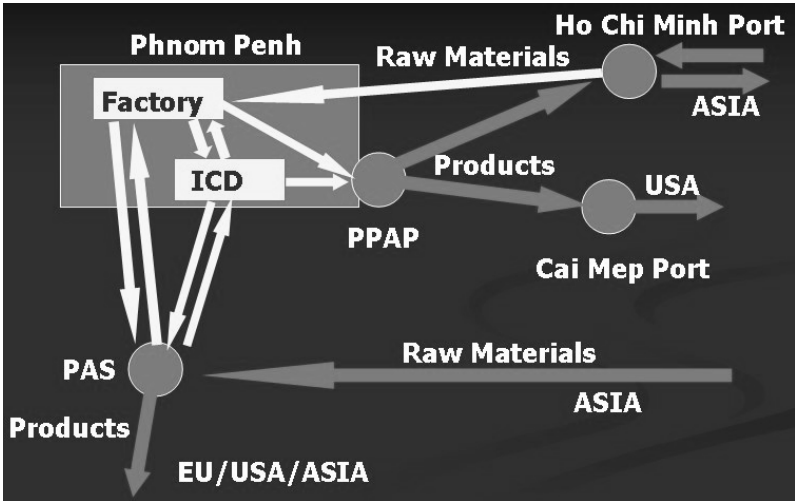 Ho Chi Minh Port
Phnom Penh
Raw Materials
Factory
ASIA
Products
ICD
USA
PPAP
Cai Mep Port
Raw Materials
PAS
ASIA
Products
EU/USA/ASIA